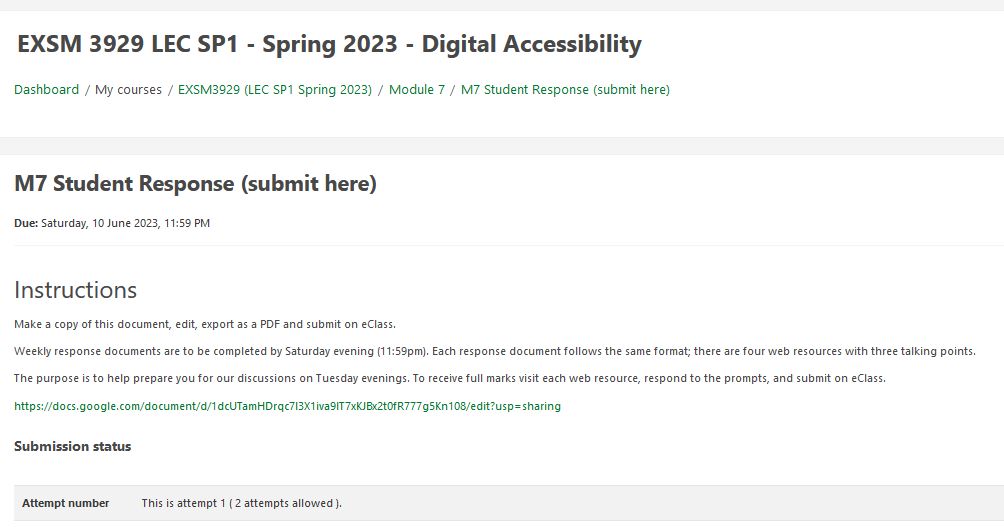 EXSM 3929 LEC SP1 - Spring 2023 - Digital Accessibility
Dashboard / My courses / EXSM3929 (LEC SP1 Spring 2023) / Module 7 / M7 Student Response (submit here)
M7 Student Response (submit here)
Due: Saturday, 10 June 2023, 11:59 PM
Instructions
Make a copy of this document, edit, export as a PDF and submit on eClass.
Weekly response documents are to be completed by Saturday evening (11:59pm). Each response document follows the same format; there are four web resources with three talking points.
The purpose is to help prepare you for our discussions on Tuesday evenings. To receive full marks visit each web resource, respond to the prompts, and submit on eClass.
https://docs.google.com/document/d/1dcUTamHDrqc7I3X1iva9IT7xKJBx2t0fR777g5Kn108/edit?usp=sharing
Submission status
Attempt number This is attempt 1 ( 2 attempts allowed ).